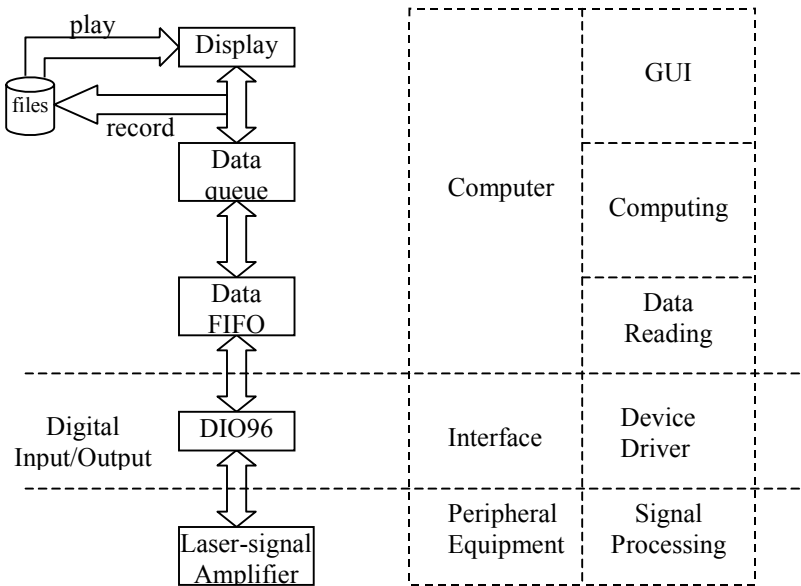 play
Display
files
record
GUI
Data
queue
Computer
Computing
Data
FIFO
Data
Reading
Digital
Input/Output
DIO96
Interface
Device
Driver
Laser-signal
Amplifier
Peripheral
Equipment
Signal
Processing